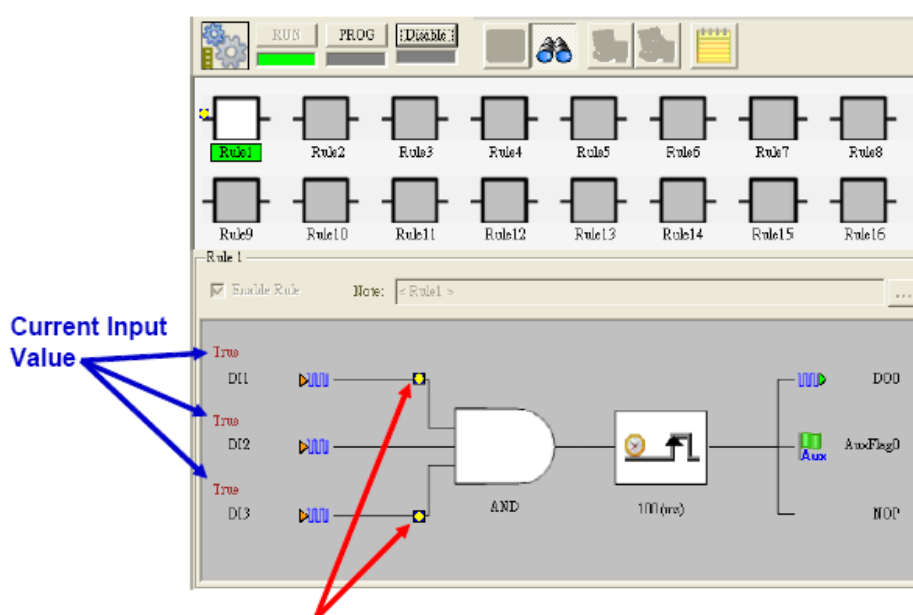 RUN PROG Disable
Rule1 Rule2 Rule3 Rule4 Rule5 Rule6 Rule7 Rule8
Rule9 Rule10 Rule11 Rule12 Rule13 Rule14 Rule15 Rule16
Rule 1
Enable Rule Note: < Rule1 > ...
Current Input
Value
True
DI1 DO0
True
DI2 Aux AuxFlag0
True
DI3 AND 100 (ms) NOP